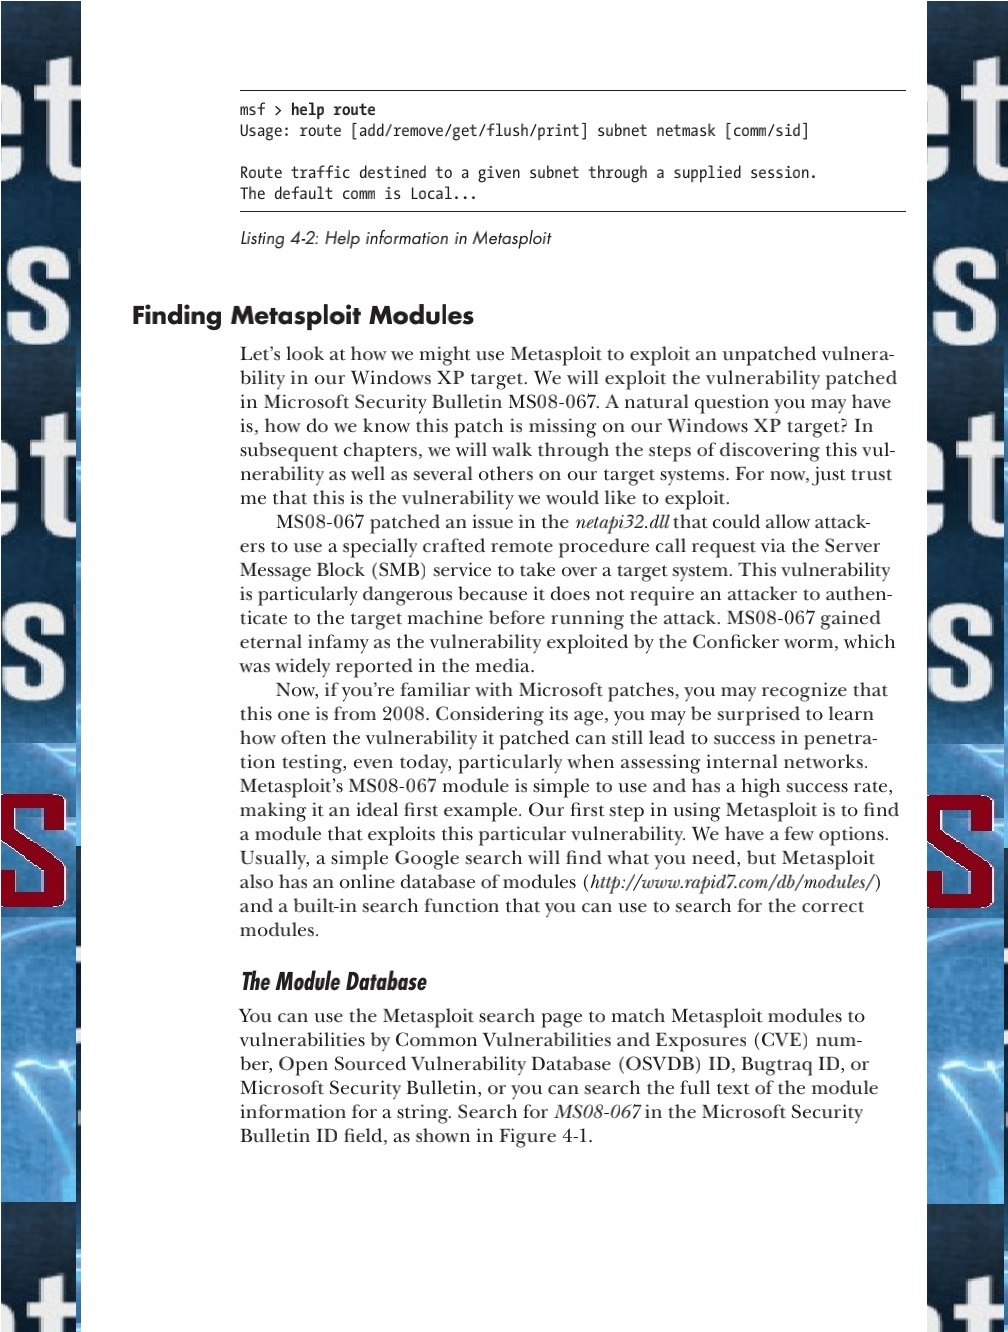 msf > help route
Usage: route [add/remove/get/flush/print] subnet netmask [comm/sid]
Route traffic destined to a given subnet through a supplied session.
The default comm is Local...
Listing 4-2: Help information in Metasploit
Finding Metasploit Modules
Let's look at how we might use Metasploit to exploit an unpatched vulnera-
bility in our Windows XP target. We will exploit the vulnerability patched
in Microsoft Security Bulletin MS08-067. A natural question you may have
is, how do we know this patch is missing on our Windows XP target? In
subsequent chapters, we will walk through the steps of discovering this vul-
nerability as well as several others on our target systems. For now, just trust
me that this is the vulnerability we would like to exploit.
MS08-067 patched an issue in the netapi32.dll that could allow attack-
ers to use a specially crafted remote procedure call request via the Server
Message Block (SMB) service to take over a target system. This vulnerability
is particularly dangerous because it does not require an attacker to authen-
ticate to the target machine before running the attack. MS08-067 gained
eternal infamy as the vulnerability exploited by the Conficker worm, which
was widely reported in the media.
Now, if you're familiar with Microsoft patches, you may recognize that
this one is from 2008. Considering its age, you may be surprised to learn
how often the vulnerability it patched can still lead to success in penetra-
tion testing, even today, particularly when assessing internal networks.
Metasploit's MS08-067 module is simple to use and has a high success rate,
making it an ideal first example. Our first step in using Metasploit is to find
a module that exploits this particular vulnerability. We have a few options.
Usually, a simple Google search will find what you need, but Metasploit
also has an online database of modules (http://www.rapid7.com/db/modules/)
and a built-in search function that you can use to search for the correct
modules.
The Module Database
You can use the Metasploit search page to match Metasploit modules to
vulnerabilities by Common Vulnerabilities and Exposures (CVE) num-
ber, Open Sourced Vulnerability Database (OSVDB) ID, Bugtraq ID, or
Microsoft Security Bulletin, or you can search the full text of the module
information for a string. Search for MS08-067 in the Microsoft Security
Bulletin ID field, as shown in Figure 4-1.